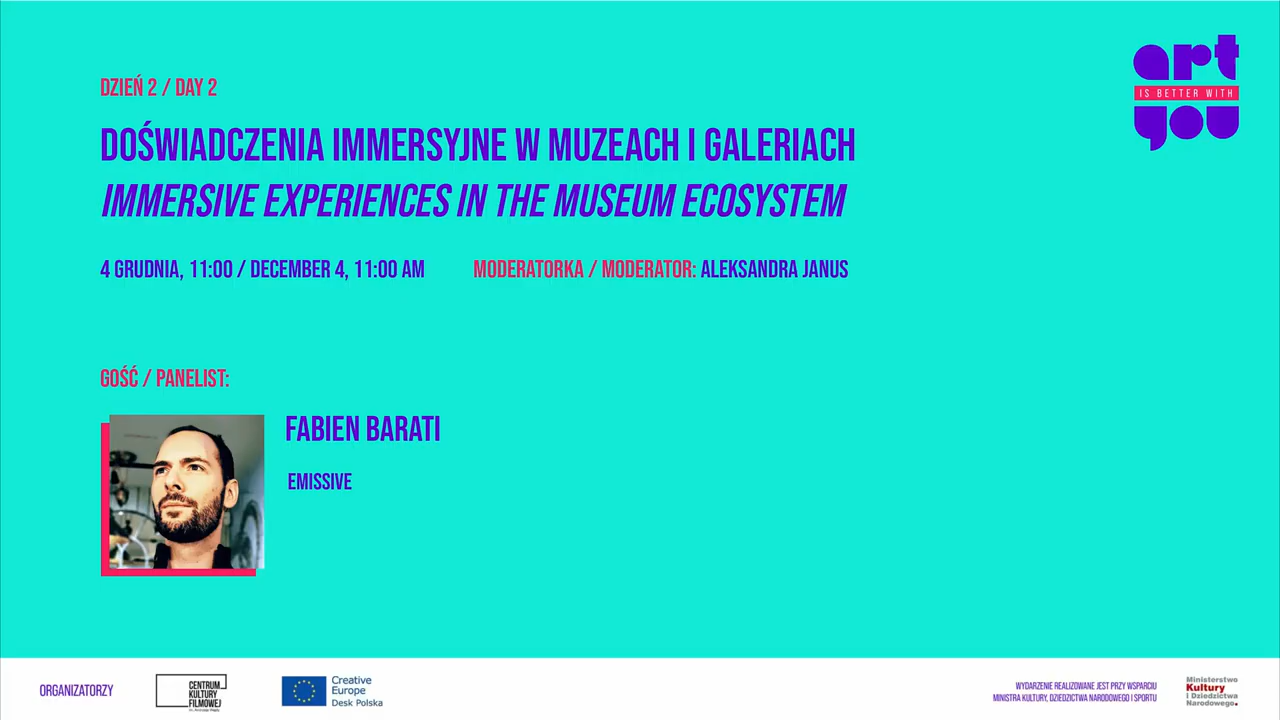 DZIEŃ 2 / DAY 2
art
IS BETTER WITH
you
DOŚWIADCZENIA IMMERSYJNE W MUZEACH I GALERIACH
IMMERSIVE EXPERIENCES IN THE MUSEUM ECOSYSTEM
4 GRUDNIA, 11:00 / DECEMBER 4, 11:00 AM
MODERATORKA / MODERATOR: ALEKSANDRA JANUS
GOŚĆ / PANELIST:
FABIEN BARATI
EMISSIVE
ORGANIZATORZY
CENTRUM
KULTURY
FILMOWEJ
Creative
Europe
Desk Polska
WYDARZENIE REALIZOWANE JEST PRZY WSPARCIU
MINISTRA KULTURY, DZIEDZICTWA NARODOWEGO I SPORTU
Ministerstwo
Kultury
i Dziedzictwa
Narodowego.